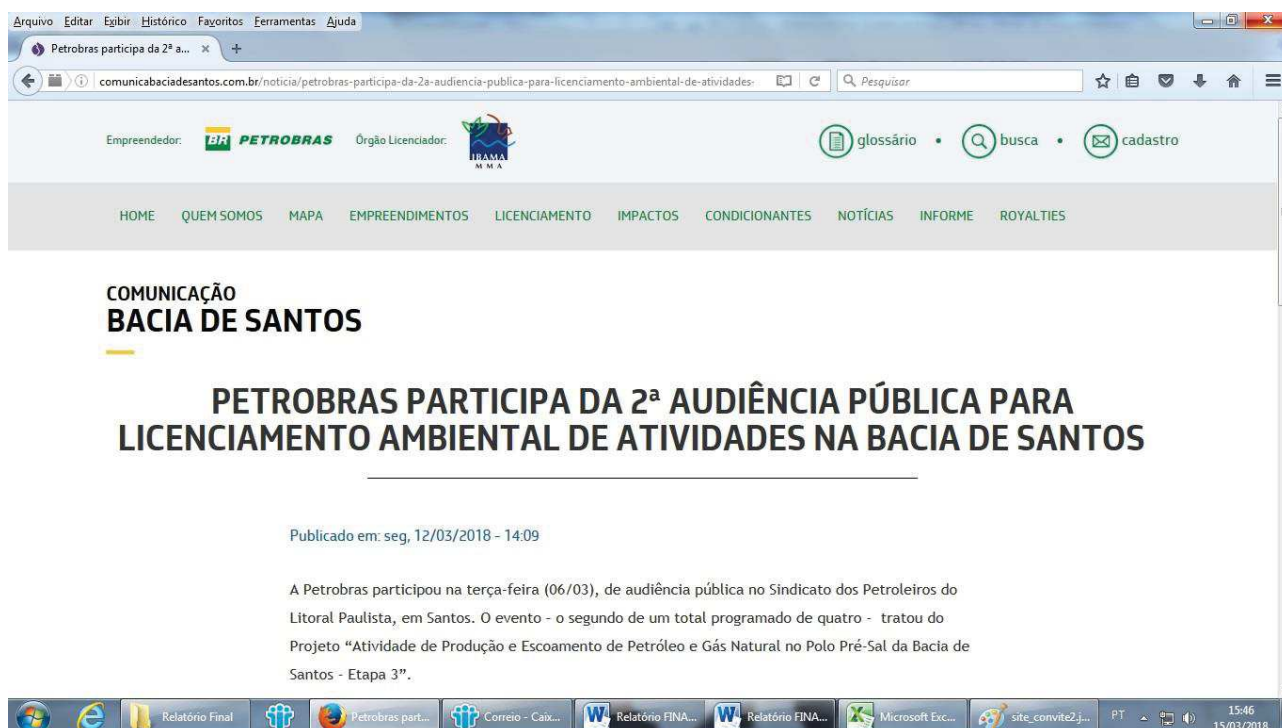 Arquivo Editar Exibir Histórico Favoritos Ferramentas Ajuda
Petrobras participa da 2ª a... × +
comunicabaciadesantos.com.br/noticia/petrobras-participa-da-2a-audiencia-publica-para-licenciamento-ambiental-de-atividades- Pesquisar
Empreendedor: BR PETROBRAS Órgão Licenciador: IBAMA glossário • busca • cadastro
MMA
HOME QUEM SOMOS MAPA EMPREENDIMENTOS LICENCIAMENTO IMPACTOS CONDICIONANTES NOTÍCIAS INFORME ROYALTIES
COMUNICAÇÃO
BACIA DE SANTOS
PETROBRAS PARTICIPA DA 2ª AUDIÊNCIA PÚBLICA PARA
LICENCIAMENTO AMBIENTAL DE ATIVIDADES NA BACIA DE SANTOS
Publicado em: seg, 12/03/2018 - 14:09
A Petrobras participou na terça-feira (06/03), de audiência pública no Sindicato dos Petroleiros do
Litoral Paulista, em Santos. O evento - o segundo de um total programado de quatro - tratou do
Projeto “Atividade de Produção e Escoamento de Petróleo e Gás Natural no Polo Pré-Sal da Bacia de
Santos - Etapa 3”.
Relatório Final Petrobras part... Correio - Caix... Relatório FINA... Relatório FINA... Microsoft Exc... site_convite2.j... PT 15:46
15/03/2018